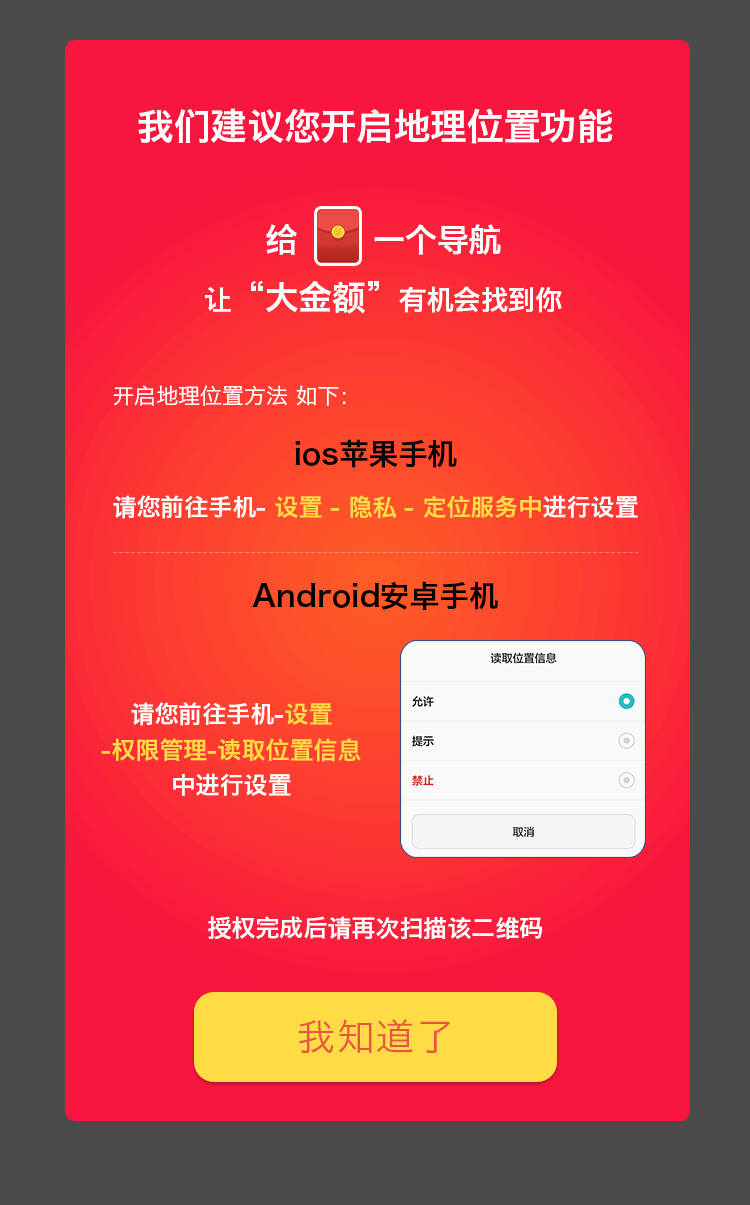 我们建议您开启地理位置功能
给 一个导航
让“大金额”有机会找到你
开启地理位置方法 如下：
ios苹果手机
请您前往手机- 设置 - 隐私 - 定位服务中进行设置
Android安卓手机
请您前往手机-设置
-权限管理-读取位置信息
中进行设置
读取位置信息
允许
提示
禁止
取消
授权完成后请再次扫描该二维码
我知道了